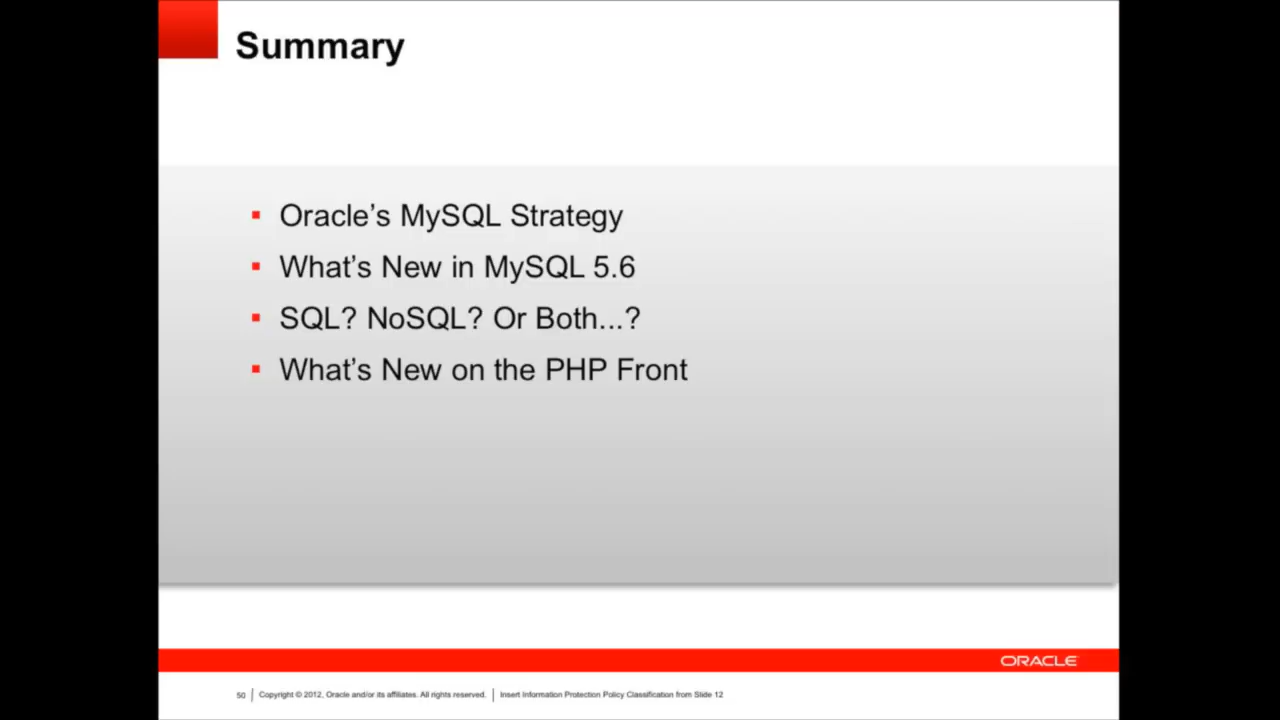 Summary
Oracle’s MySQL Strategy
What’s New in MySQL 5.6
SQL? NoSQL? Or Both...?
What’s New on the PHP Front
ORACLE
50 Copyright © 2012, Oracle and/or its affiliates. All rights reserved. Insert Information Protection Policy Classification from Slide 12